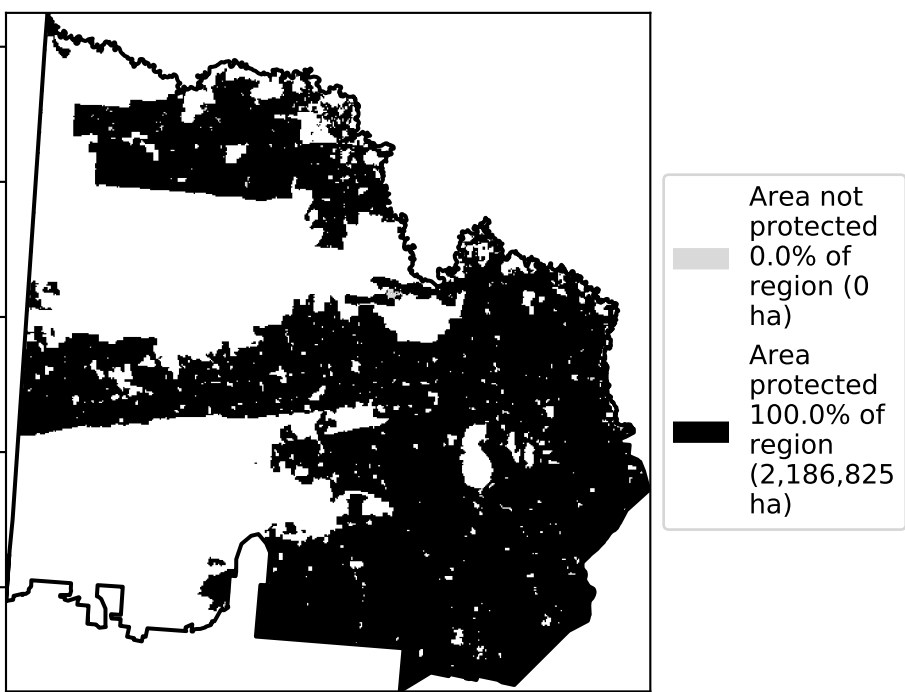 Area not
protected
0.0% of
region (0
ha)
Area
protected
100.0% of
region
(2,186,825
ha)